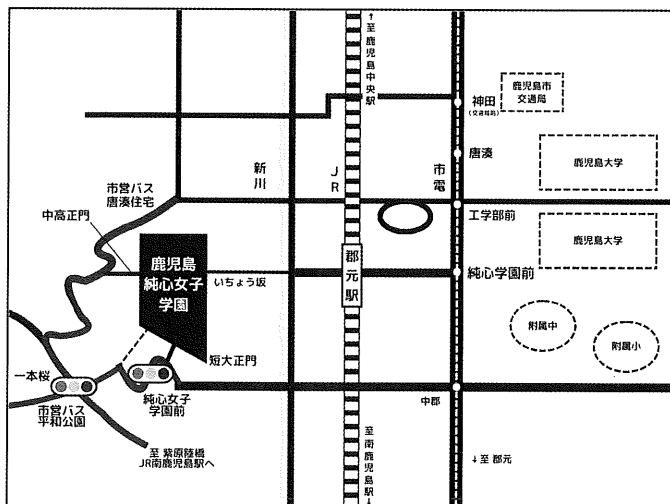 ↑至 鹿児島中央駅
鹿児島市
交通局
神田
(交通局前)
唐湊
鹿児島大学
新川
JR
市電
市営バス
唐湊住宅
中高正門
工学部前
鹿児島大学
鹿児島
純心女子
学園
いちょう坂
郡元駅
純心学園前
附属中
附属小
短大正門
一本桜
市営バス
平和公園
純心女子
学園前
中郡
至 紫原陸橋
JR南鹿児島駅へ
至 南鹿児島駅↓
↓至 郡元